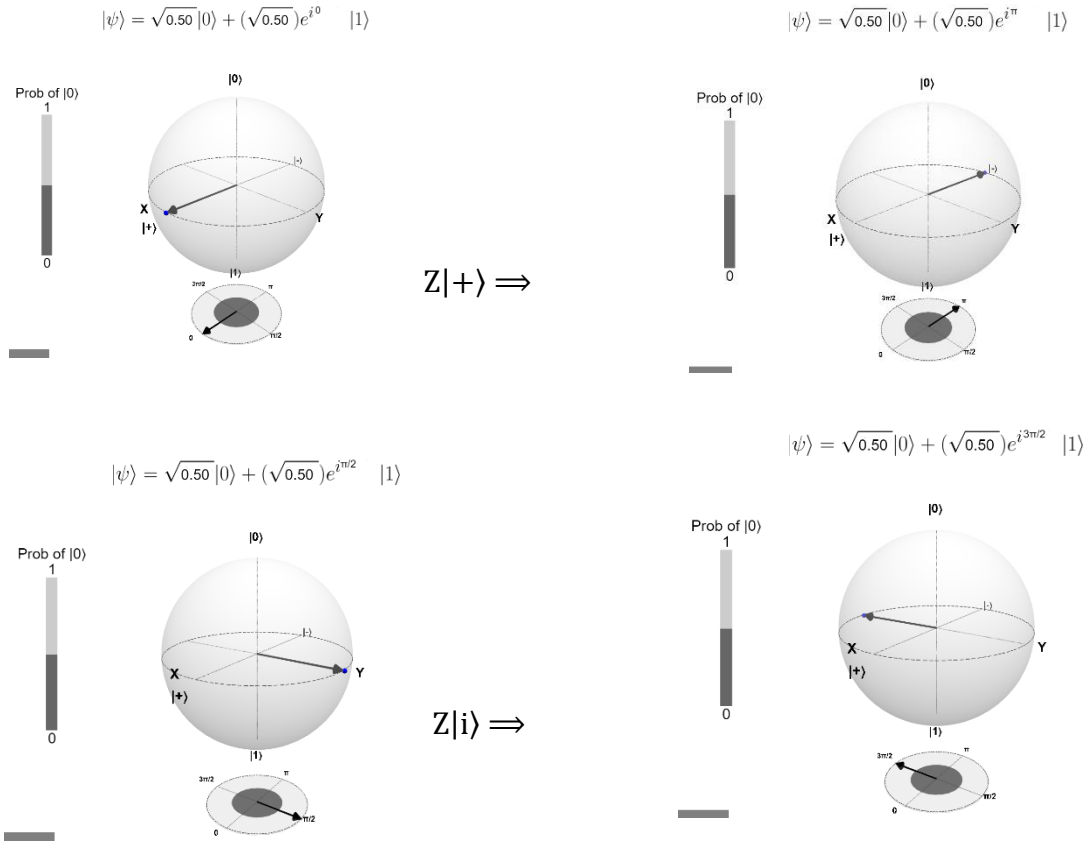 |ψ⟩ = √0.50 |0⟩ + (√0.50 )e^{i0} |1⟩
|0⟩
Prob of |0⟩
1
|-⟩
X
Y
|+⟩
0
|1⟩
3π/2
π
0
π/2
Z|+⟩ ⟹
|ψ⟩ = √0.50 |0⟩ + (√0.50 )e^{iπ} |1⟩
|0⟩
Prob of |0⟩
1
|-⟩
X
Y
|+⟩
0
|1⟩
3π/2
π
0
π/2
|ψ⟩ = √0.50 |0⟩ + (√0.50 )e^{iπ/2} |1⟩
|0⟩
Prob of |0⟩
1
|-⟩
X
Y
|+⟩
0
|1⟩
3π/2
π
0
π/2
Z|i⟩ ⟹
|ψ⟩ = √0.50 |0⟩ + (√0.50 )e^{i3π/2} |1⟩
|0⟩
Prob of |0⟩
1
|-⟩
X
Y
|+⟩
0
|1⟩
3π/2
π
0
π/2